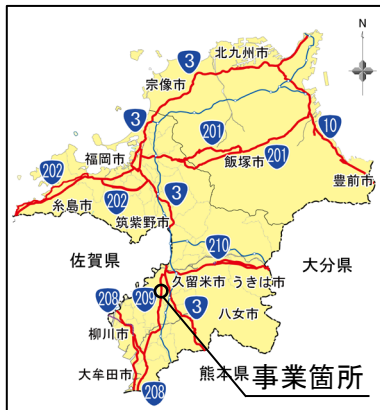 N
北九州市
3
宗像市
3
201
10
福岡市
202
飯塚市
201
豊前市
糸島市
202
3
筑紫野市
210
佐賀県
大分県
208
209
久留米市
うきは市
3
八女市
柳川市
大牟田市
熊本県
事業箇所
208